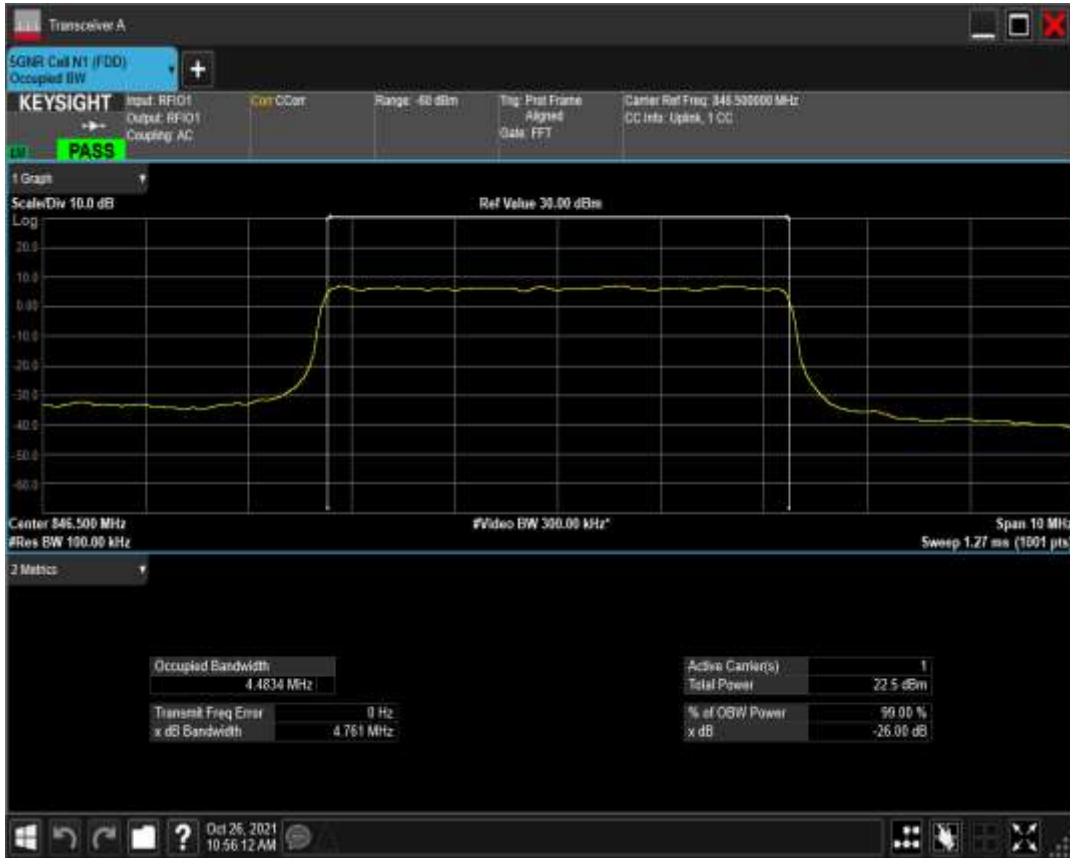 Transceiver A
5GNR Cell N1 (FDD)
Occupied BW
+
KEYSIGHT
PASS
Input: RFIO1
Output: RFIO1
Coupling: AC
Corr CCorr
Range: -60 dBm
Trig: Prot Frame
Aligned
Gate: FFT
Carrier Ref Freq: 846.500000 MHz
CC Info: Uplink, 1 CC
1 Graph
Scale/Div 10.0 dB
Ref Value 30.00 dBm
Log
20.0
10.0
0.00
-10.0
-20.0
-30.0
-40.0
-50.0
-60.0
Center 846.500 MHz
#Video BW 300.00 kHz*
Span 10 MHz
#Res BW 100.00 kHz
Sweep 1.27 ms (1001 pts)
2 Metrics
Occupied Bandwidth
4.4834 MHz
Transmit Freq Error 0 Hz
x dB Bandwidth 4.761 MHz
Active Carrier(s) 1
Total Power 22.5 dBm
% of OBW Power 99.00 %
x dB -26.00 dB
?
Oct 26, 2021
10:56:12 AM